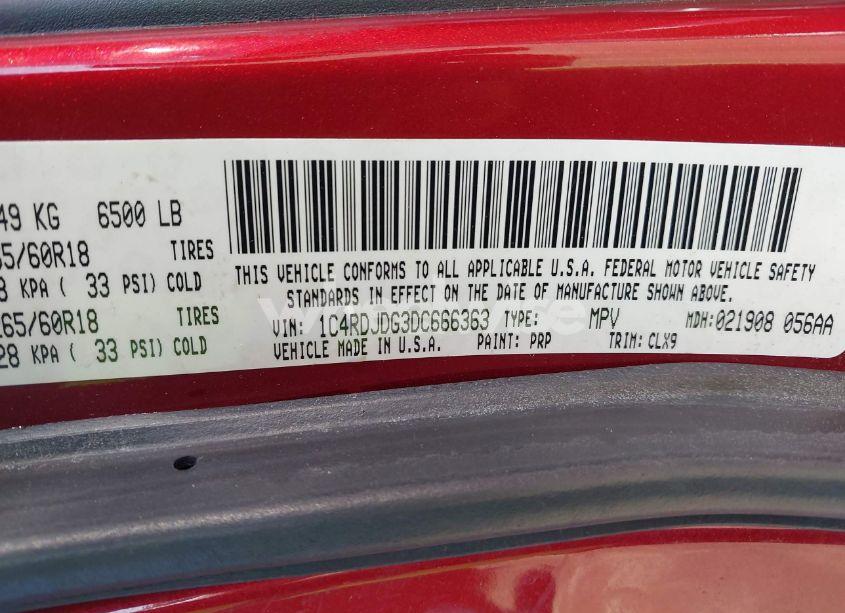 49 KG 6500 LB
65/60R18 TIRES
8 KPA ( 33 PSI) COLD
265/60R18 TIRES
28 KPA ( 33 PSI) COLD
THIS VEHICLE CONFORMS TO ALL APPLICABLE U.S.A. FEDERAL MOTOR VEHICLE SAFETY
STANDARDS IN EFFECT ON THE DATE OF MANUFACTURE SHOWN ABOVE.
VIN: 1C4RDJDG3DC666363 TYPE: MPV MDH:021908 056AA
VEHICLE MADE IN U.S.A. PAINT: PRP TRIM: CLX9